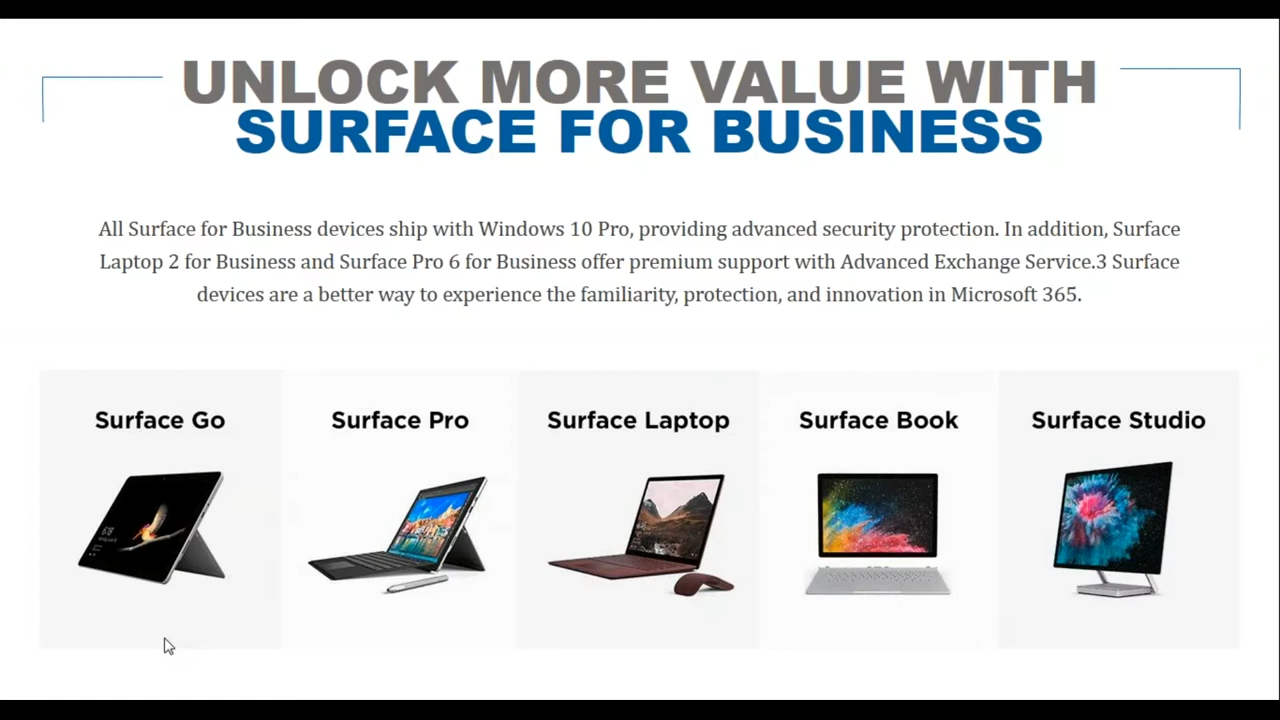 UNLOCK MORE VALUE WITH
SURFACE FOR BUSINESS
All Surface for Business devices ship with Windows 10 Pro, providing advanced security protection. In addition, Surface
Laptop 2 for Business and Surface Pro 6 for Business offer premium support with Advanced Exchange Service.3 Surface
devices are a better way to experience the familiarity, protection, and innovation in Microsoft 365.
Surface Go
Surface Pro
Surface Laptop
Surface Book
Surface Studio